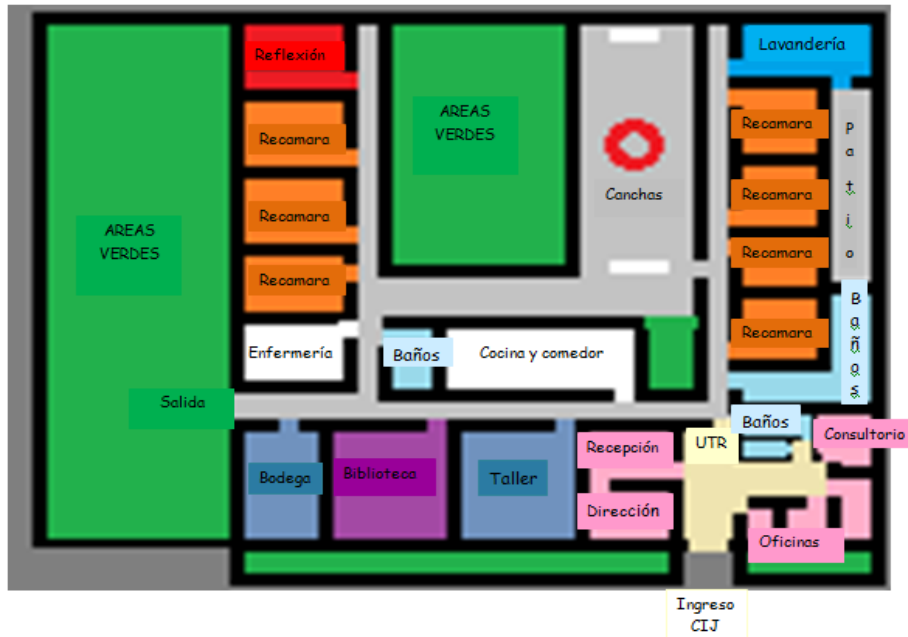 Reflexión
Lavandería
AREAS
VERDES
Recamara
Recamara
P
a
t
i
o
Recamara
Canchas
Recamara
AREAS
VERDES
Recamara
Recamara
Recamara
B
a
ñ
o
s
Enfermería
Baños
Cocina y comedor
Salida
Baños
Consultorio
UTR
Recepción
Bodega
Biblioteca
Taller
Dirección
Oficinas
Ingreso
CIJ